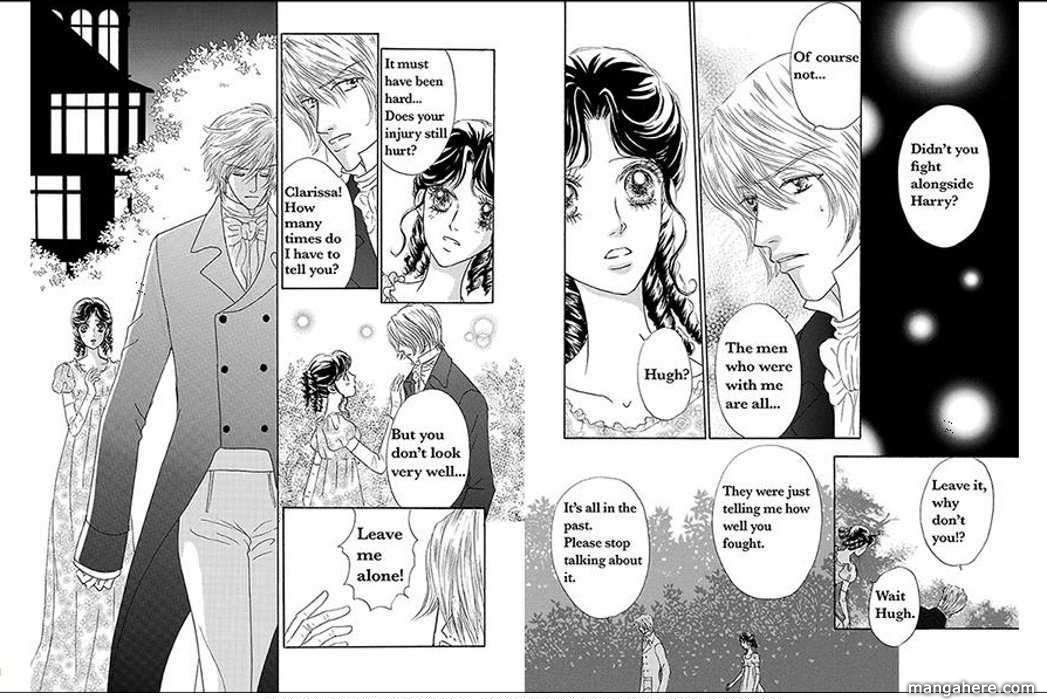 Didn't you
fight
alongside
Harry?
Of course
not...
The men
who were
with me
are all...
Hugh?
Leave it,
why
don't
you!?
Wait
Hugh.
They were just
telling me how
well you
fought.
It's all in the
past.
Please stop
talking about
it.
It must
have been
hard...
Does your
injury still
hurt?
Clarissa!
How
many
times do
I have to
tell you?
But you
don't look
very well...
Leave
me
alone!
mangahere.com